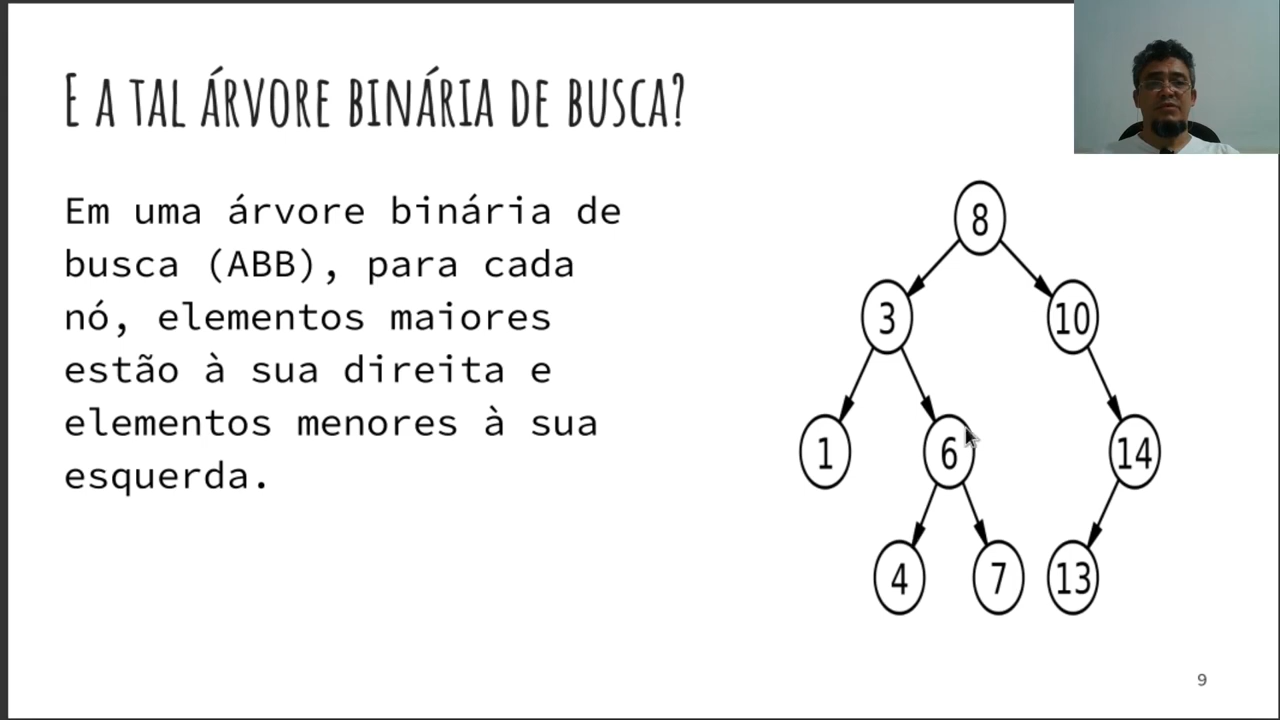 E A TAL ÁRVORE BINÁRIA DE BUSCA?
Em uma árvore binária de
busca (ABB), para cada
nó, elementos maiores
estão à sua direita e
elementos menores à sua
esquerda.
8
3
10
1
6
14
4
7
13
9